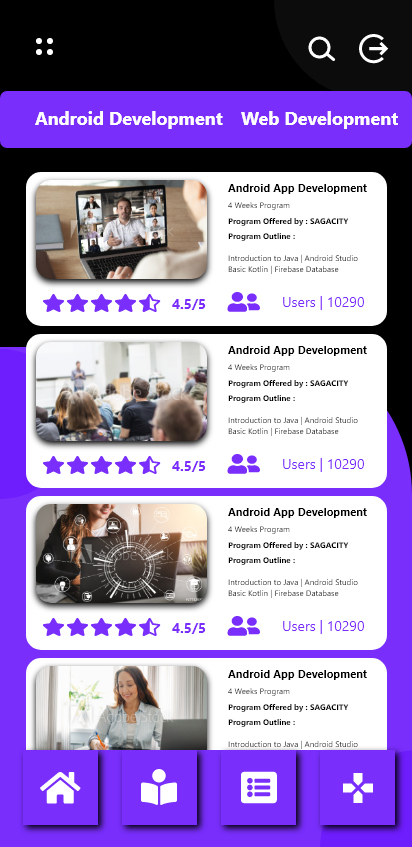 Android Development Web Development
Android App Development
4 Weeks Program
Program Offered by : SAGACITY
Program Outline :
Introduction to Java | Android Studio
Basic Kotlin | Firebase Database
4.5/5
Users | 10290
Android App Development
4 Weeks Program
Program Offered by : SAGACITY
Program Outline :
Introduction to Java | Android Studio
Basic Kotlin | Firebase Database
4.5/5
Users | 10290
Android App Development
4 Weeks Program
Program Offered by : SAGACITY
Program Outline :
Introduction to Java | Android Studio
Basic Kotlin | Firebase Database
4.5/5
Users | 10290
Android App Development
4 Weeks Program
Program Offered by : SAGACITY
Program Outline :
Introduction to Java | Android Studio